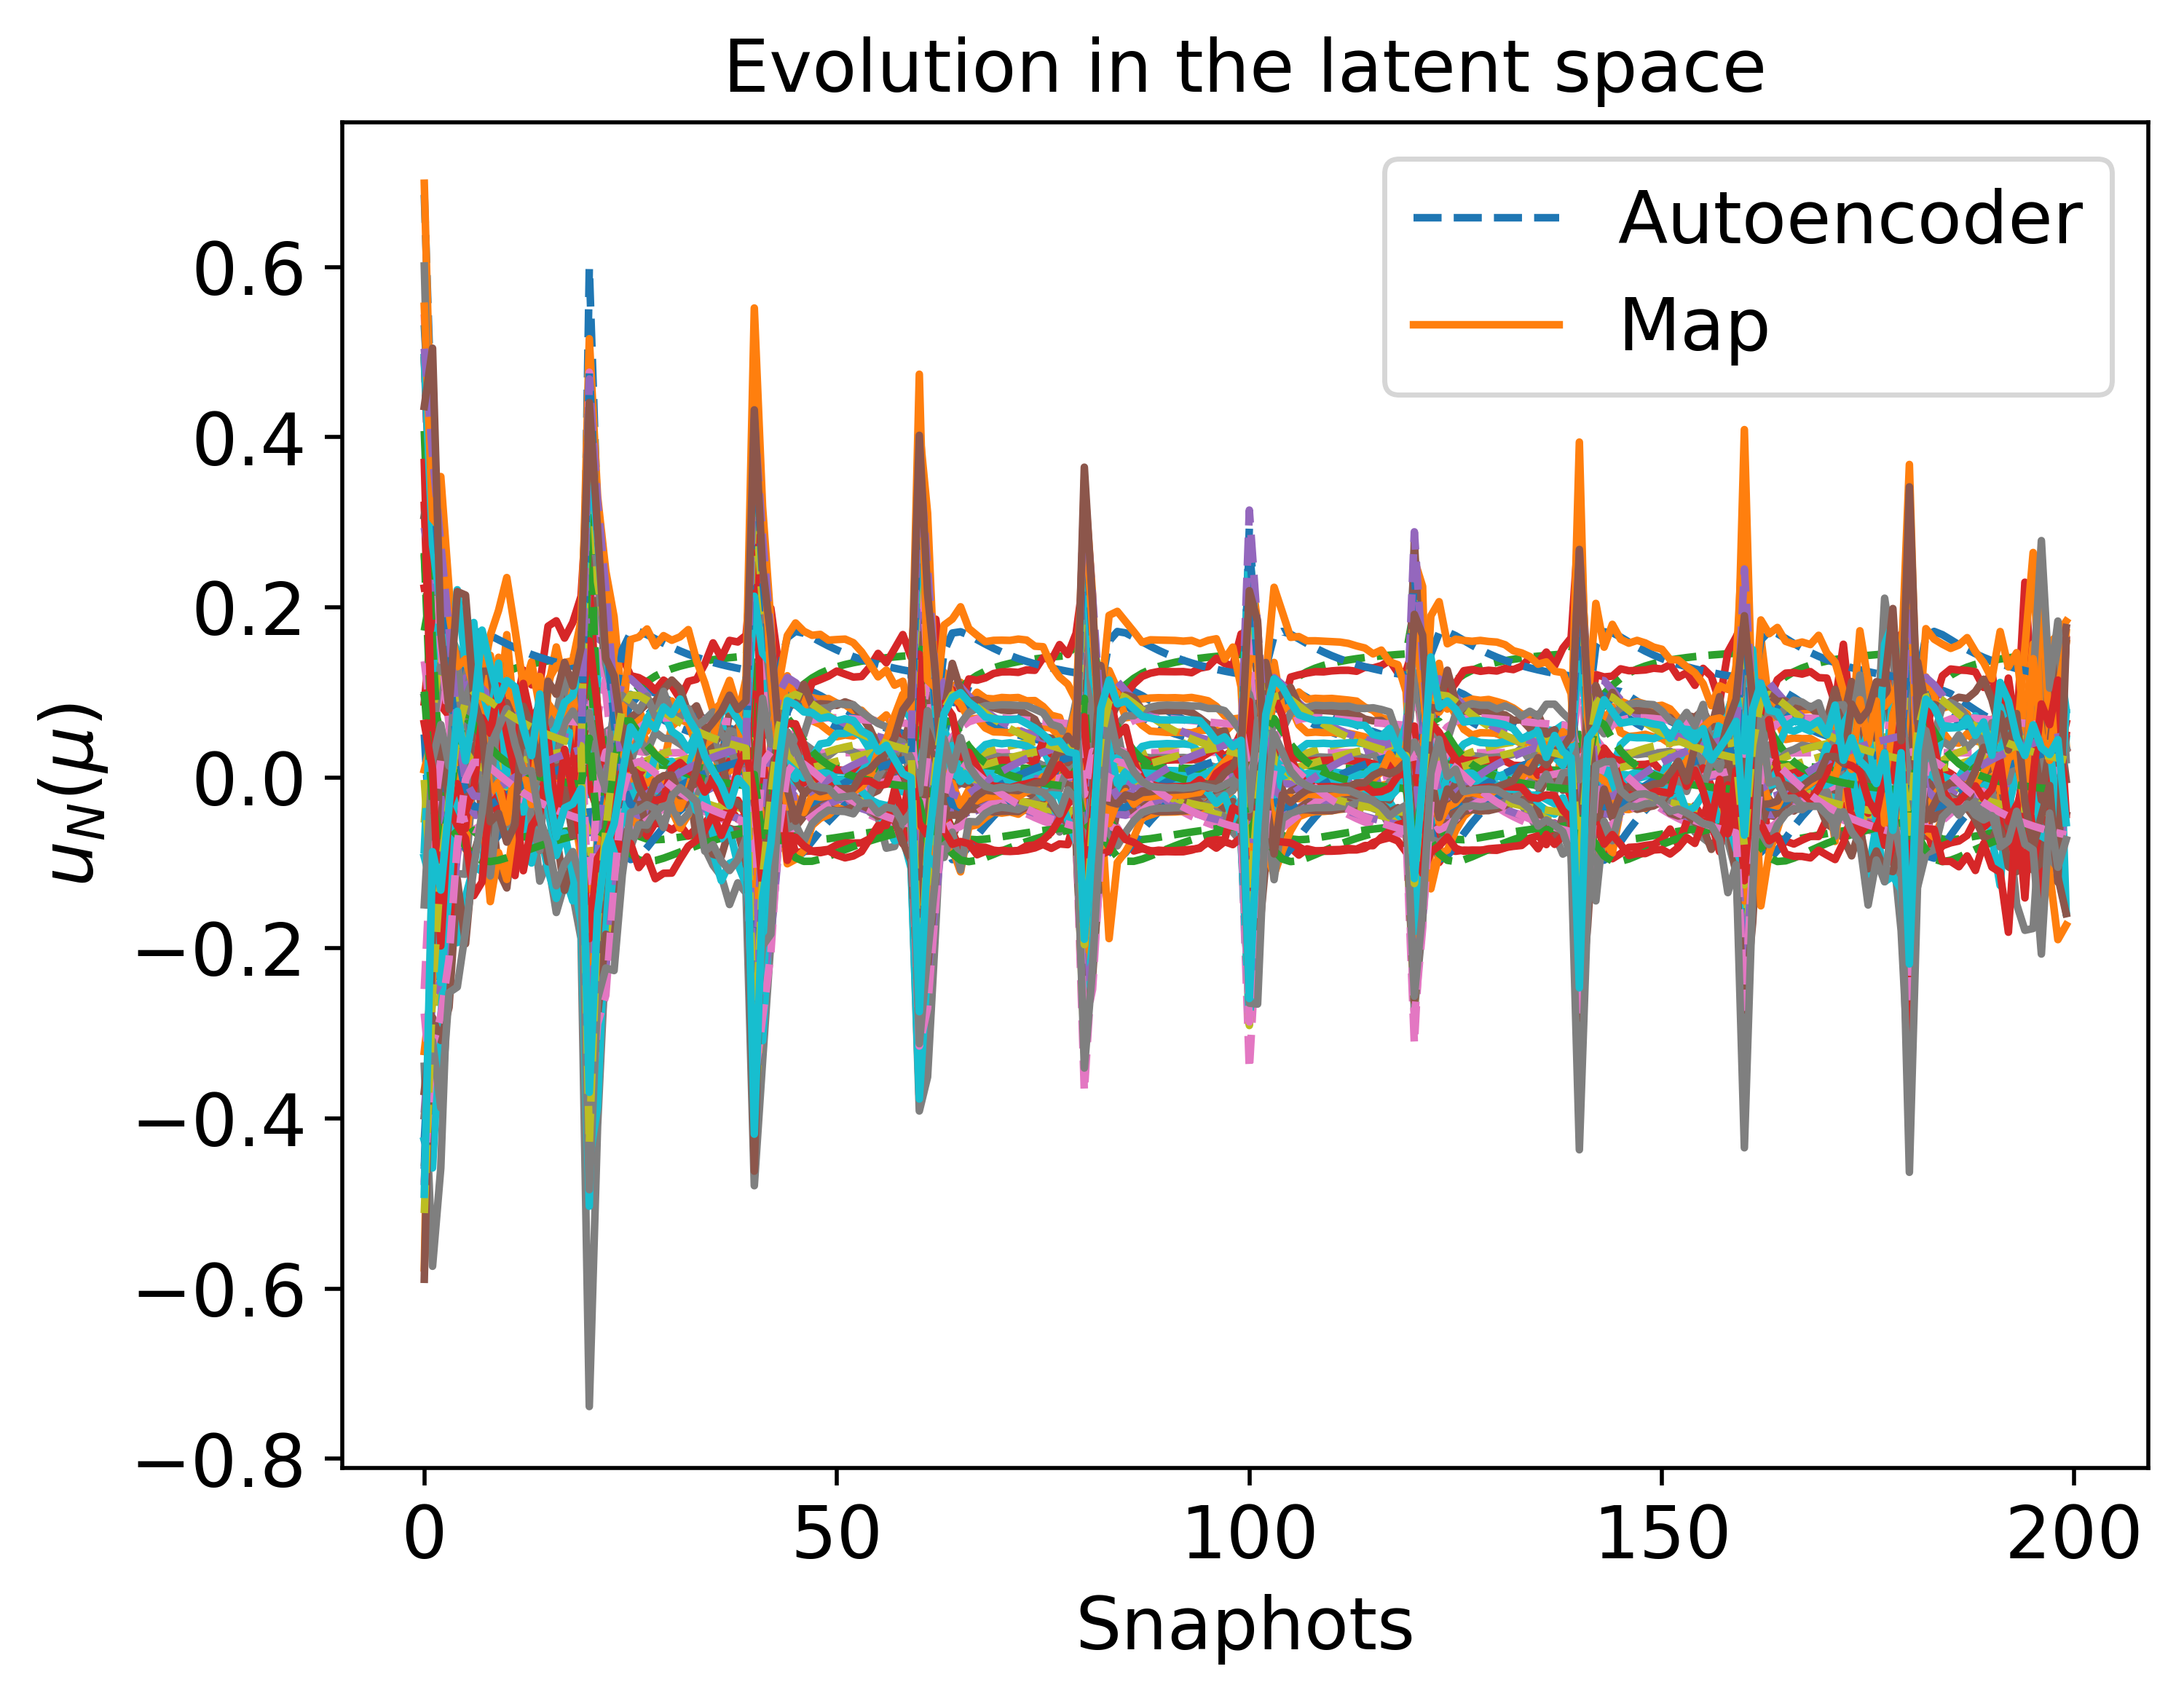 Evolution in the latent space
Autoencoder
Map
0.6
0.4
0.2
0.0
−0.2
−0.4
−0.6
−0.8
u_N(μ)
0 50 100 150 200
Snaphots